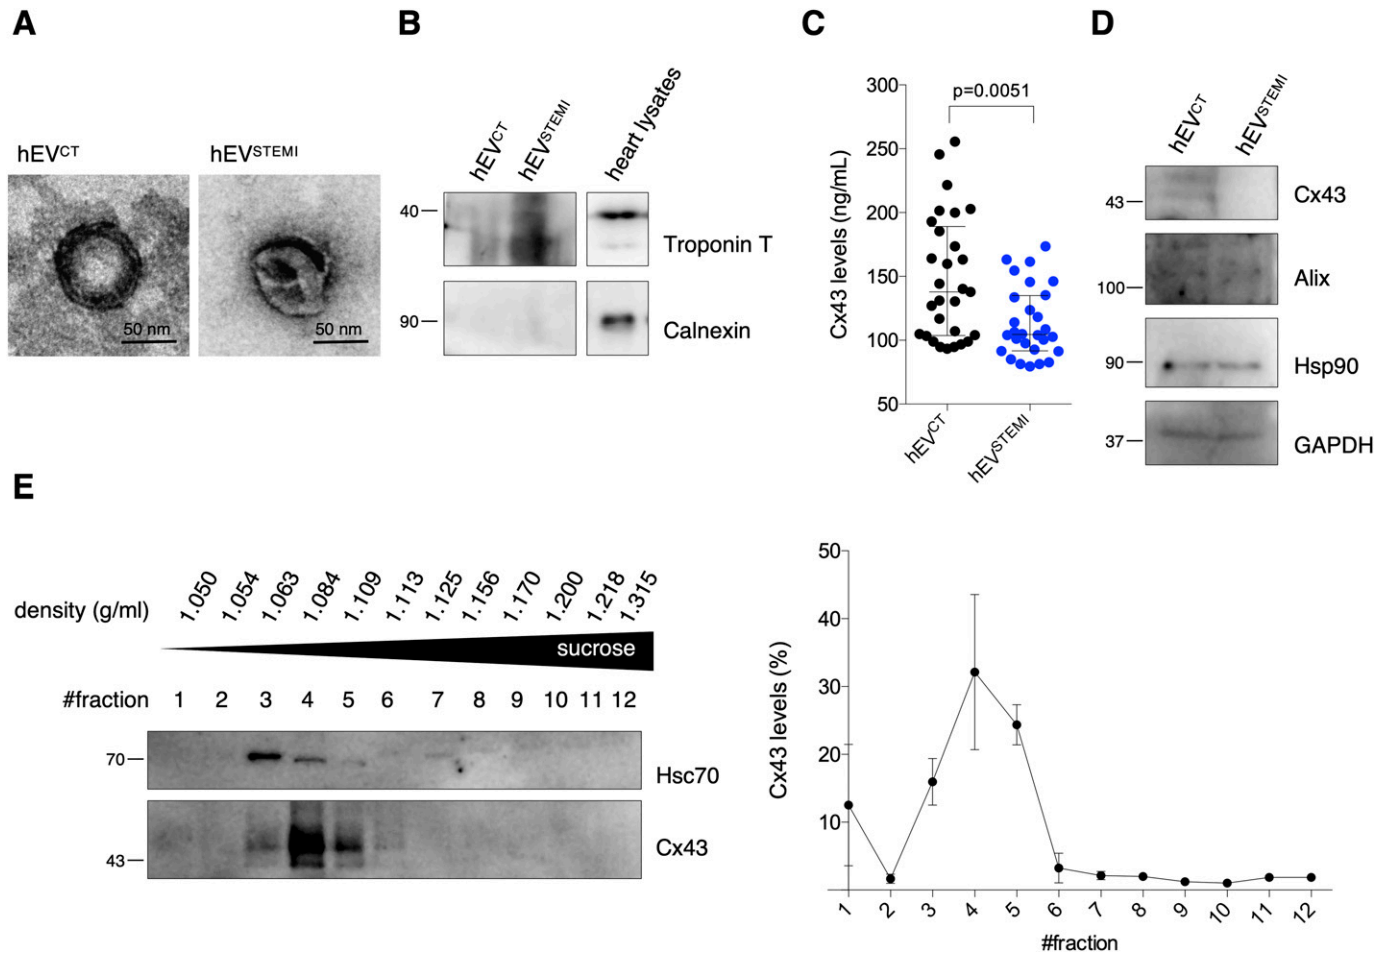 A
hEVCT
hEVSTEMI
50 nm
50 nm
B
hEVCT
hEVSTEMI
heart lysates
40
Troponin T
90
Calnexin
C
Cx43 levels (ng/mL)
300
250
200
150
100
50
p=0.0051
hEVCT
hEVSTEMI
D
hEVCT
hEVSTEMI
43
Cx43
100
Alix
90
Hsp90
37
GAPDH
E
density (g/ml) 1.050 1.054 1.063 1.084 1.109 1.113 1.125 1.156 1.170 1.200 1.218 1.315
sucrose
#fraction 1 2 3 4 5 6 7 8 9 10 11 12
70
Hsc70
43
Cx43
Cx43 levels (%)
50
40
30
20
10
1 2 3 4 5 6 7 8 9 10 11 12
#fraction